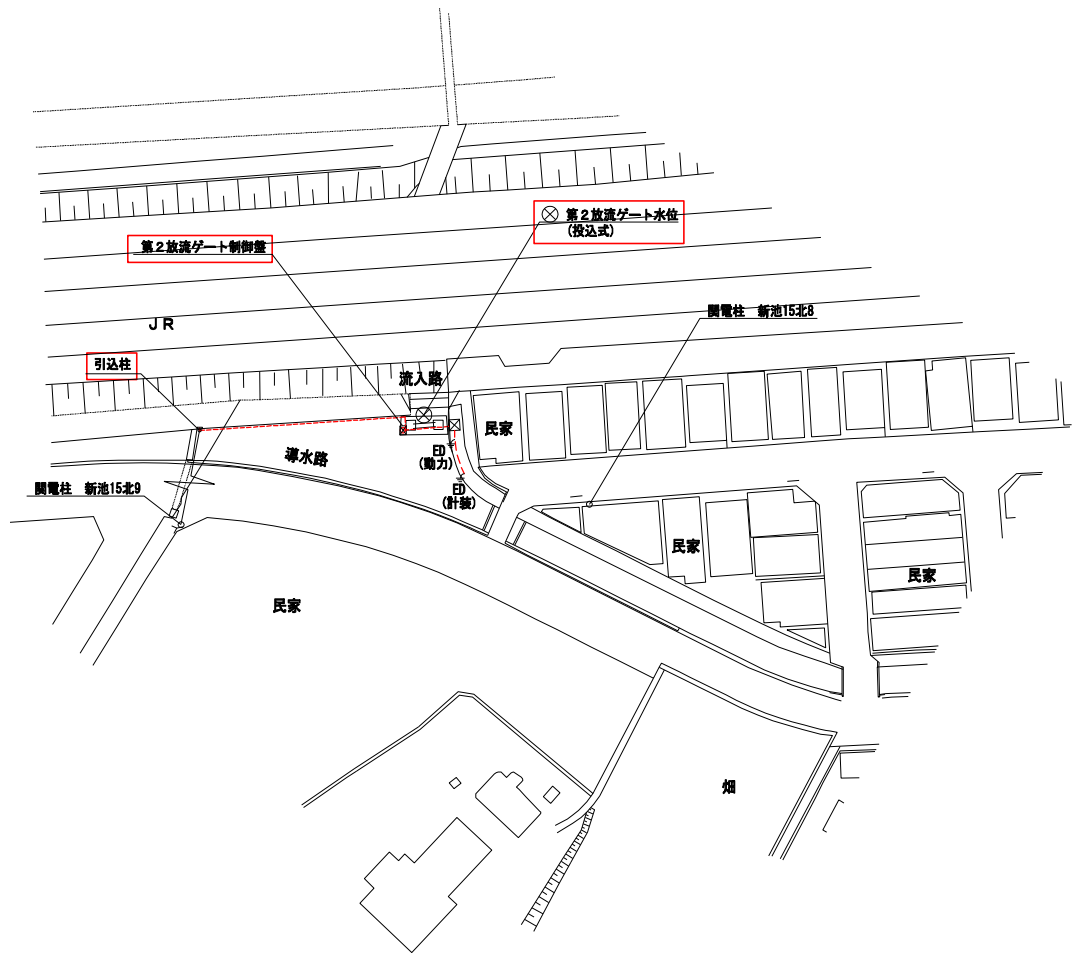 第２放流ゲート水位
(投込式)
第２放流ゲート制御盤
関電柱　新池15北8
ＪＲ
引込柱
流入路
民家
導水路
ED
(動力)
ED
(計装)
関電柱　新池15北9
民家
民家
民家
畑